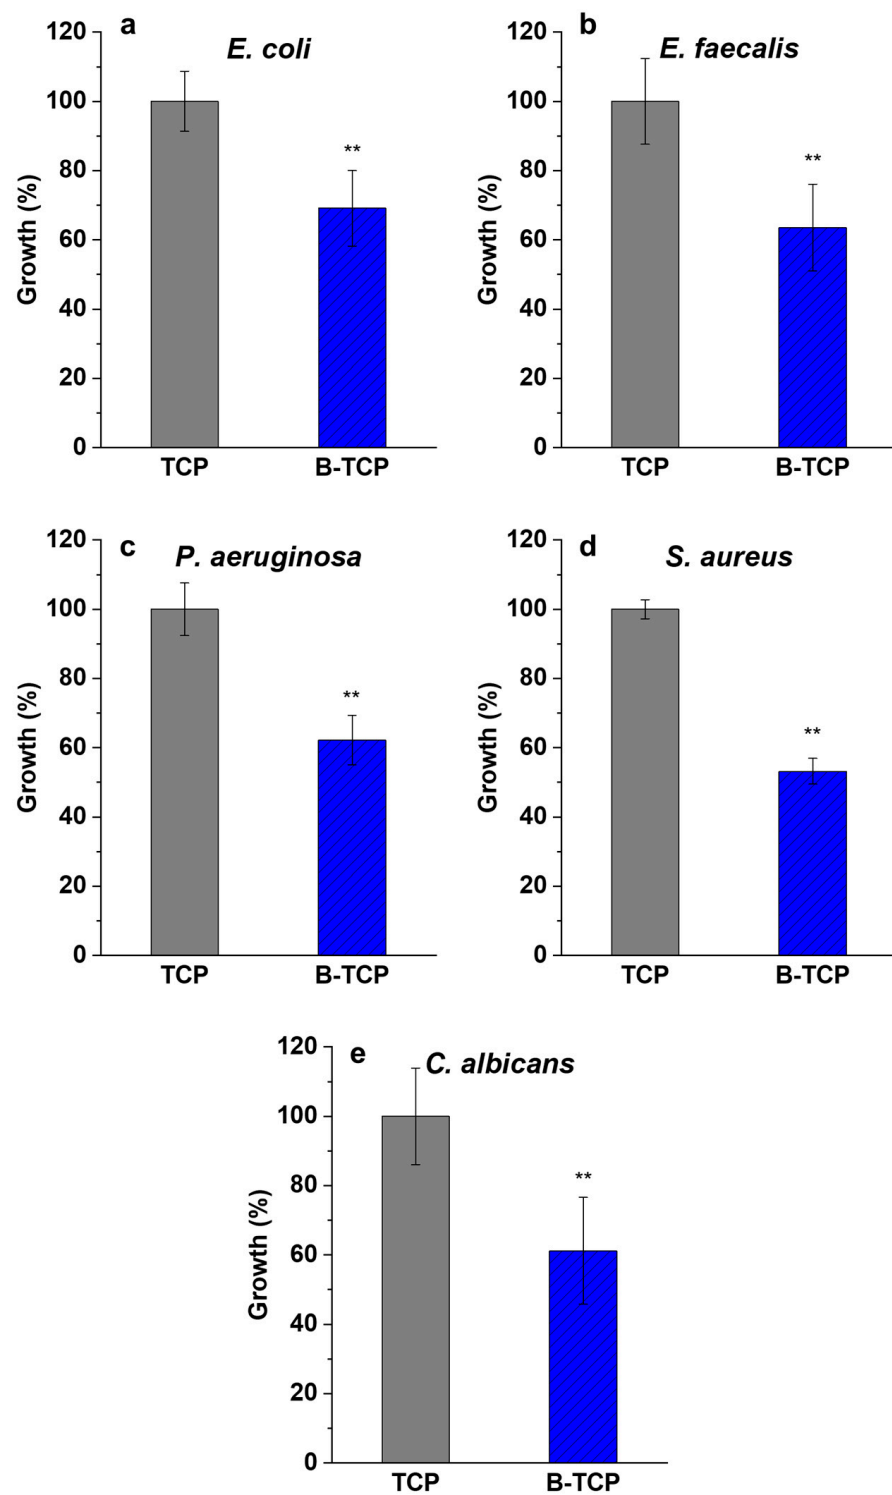 a
E. coli
120
100
80
60
40
20
0
Growth (%)
**
TCP
B-TCP
b
E. faecalis
120
100
80
60
40
20
0
Growth (%)
**
TCP
B-TCP
c
P. aeruginosa
120
100
80
60
40
20
0
Growth (%)
**
TCP
B-TCP
d
S. aureus
120
100
80
60
40
20
0
Growth (%)
**
TCP
B-TCP
e
C. albicans
120
100
80
60
40
20
0
Growth (%)
**
TCP
B-TCP